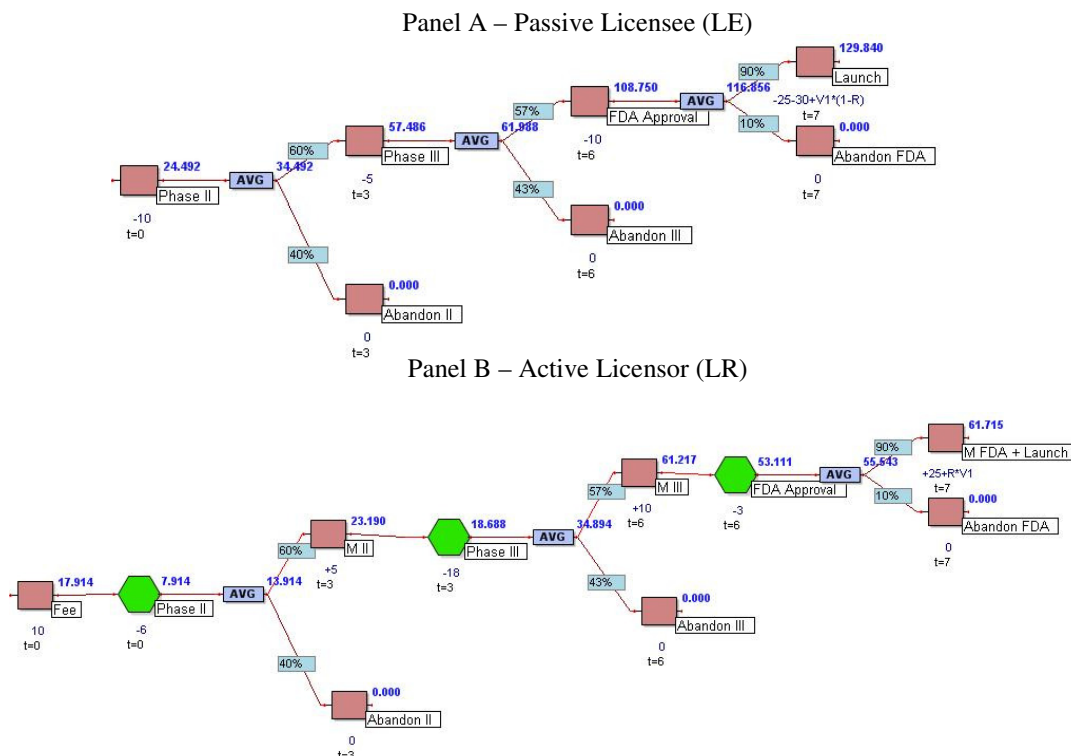 Panel A – Passive Licensee (LE)
129.840
90%
Launch
108.750
AVG
116.856
-25-30+V1*(1-R)
57%
FDA Approval
t=7
57.486
AVG
61.988
-10
10%
0.000
60%
Phase III
t=6
Abandon FDA
24.492
AVG
34.492
-5
0
Phase II
t=3
43%
0.000
t=7
-10
Abandon III
t=0
40%
0
0.000
t=6
Abandon II
0
t=3
Panel B – Active Licensor (LR)
61.715
90%
M FDA + Launch
61.217
53.111
AVG
55.543
+25+R*V1
57%
M III
FDA Approval
t=7
23.190
18.688
AVG
34.894
+10
-3
10%
0.000
60%
M II
Phase III
t=6
t=6
Abandon FDA
17.914
7.914
AVG
13.914
+5
-18
0
Fee
Phase II
t=3
t=3
43%
0.000
t=7
10
-6
Abandon III
t=0
t=0
40%
0
0.000
t=6
Abandon II
0
t=3